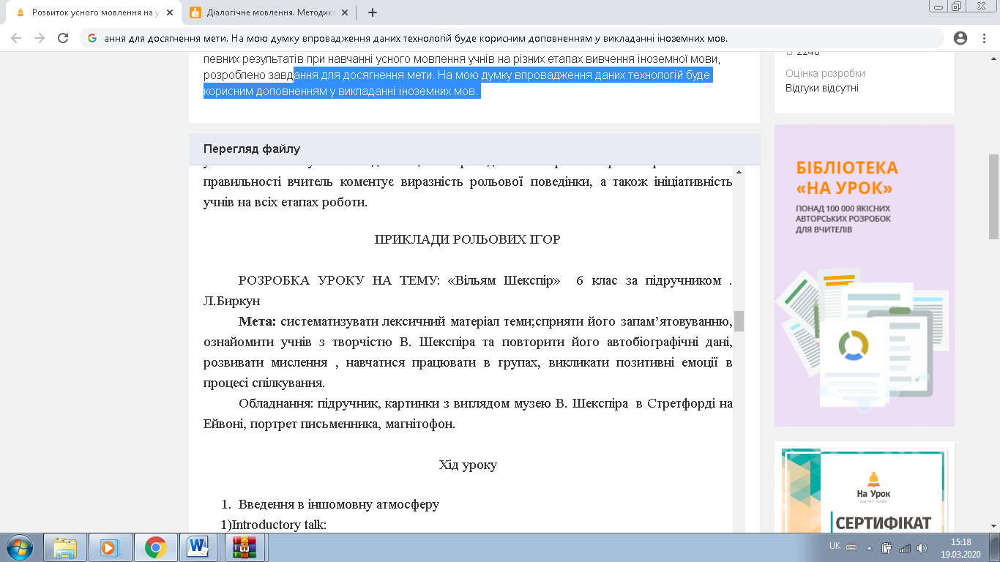 Розвиток усного мовлення на у
Діалогічне мовлення. Методика
ання для досягнення мети. На мою думку впровадження даних технологій буде корисним доповненням у викладанні іноземних мов.
певних результатів при навчанні усного мовлення учнів на різних етапах вивчення іноземної мови,
розроблено завдання для досягнення мети. На мою думку впровадження даних технологій буде
корисним доповненням у викладанні іноземних мов.
2248
Оцінка розробки
Відгуки відсутні
Перегляд файлу
правильності вчитель коментує виразність рольової поведінки, а також ініціативність
учнів на всіх етапах роботи.
ПРИКЛАДИ РОЛЬОВИХ ІГОР
РОЗРОБКА УРОКУ НА ТЕМУ: «Вільям Шекспір» 6 клас за підручником .
Л.Биркун
Мета: систематизувати лексичний матеріал теми;сприяти його запам’ятовуванню,
ознайомити учнів з творчістю В. Шекспіра та повторити його автобіографічні дані,
розвивати мислення , навчатися працювати в групах, викликати позитивні емоції в
процесі спілкування.
Обладнання: підручник, картинки з виглядом музею В. Шекспіра в Стретфорді на
Ейвоні, портрет письменника, магнітофон.
Хід уроку
1. Введення в іншомовну атмосферу
1)Introductory talk:
БІБЛІОТЕКА
«НА УРОК»
ПОНАД 100 000 ЯКІСНИХ
АВТОРСЬКИХ РОЗРОБОК
ДЛЯ ВЧИТЕЛІВ
На Урок
освітній проект
СЕРТИФІКАТ
UK
15:18
19.03.2020